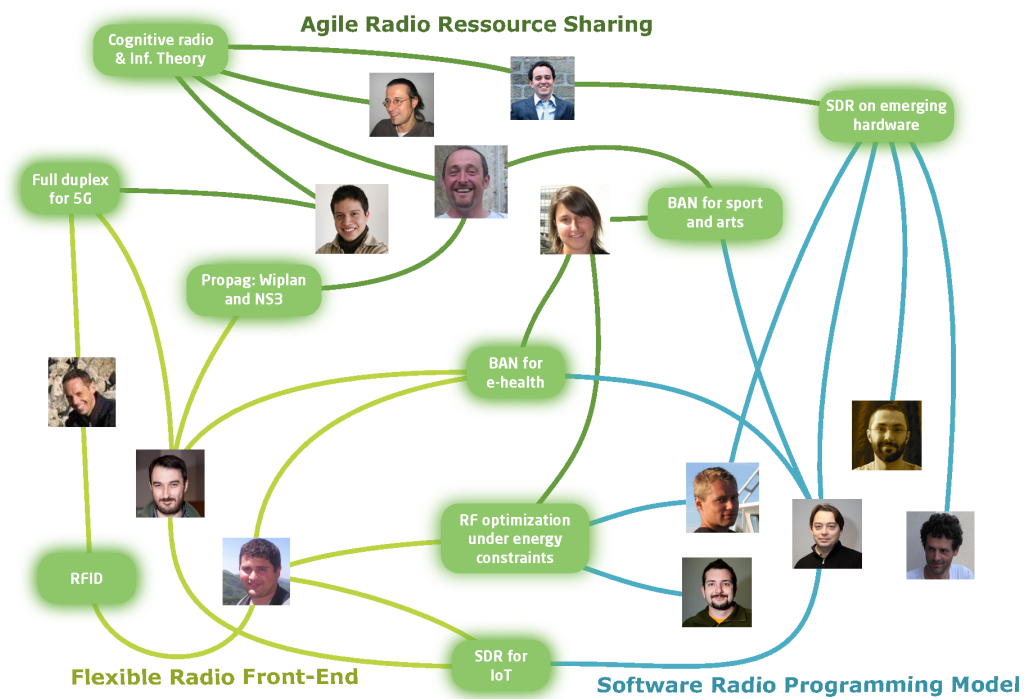 Agile Radio Ressource Sharing
Cognitive radio
& Inf. Theory
SDR on emerging
hardware
Full duplex
for 5G
BAN for sport
and arts
Propag: Wiplan
and NS3
BAN for
e-health
RF optimization
under energy
constraints
RFID
SDR for
IoT
Flexible Radio Front-End
Software Radio Programming Model